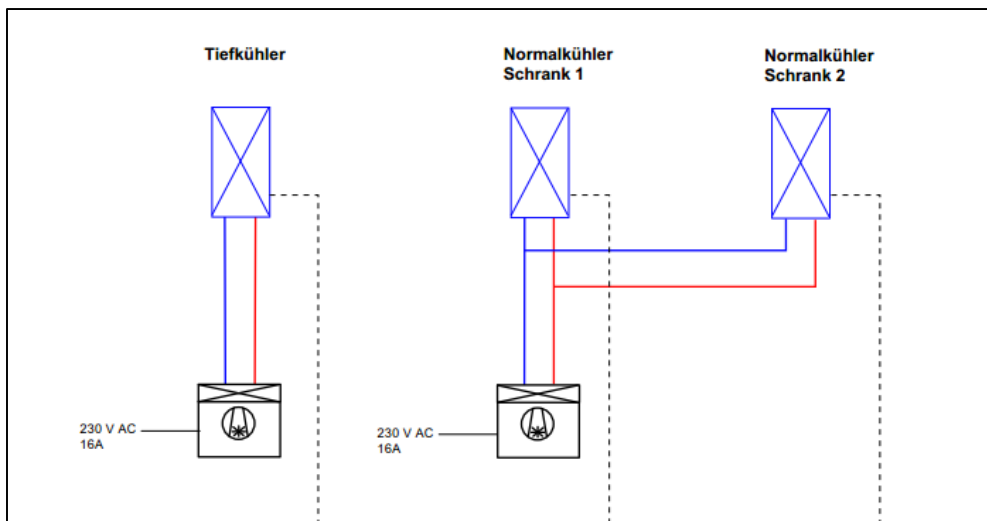 Tiefkühler
Normalkühler
Schrank 1
Normalkühler
Schrank 2
230 V AC
16A
230 V AC
16A